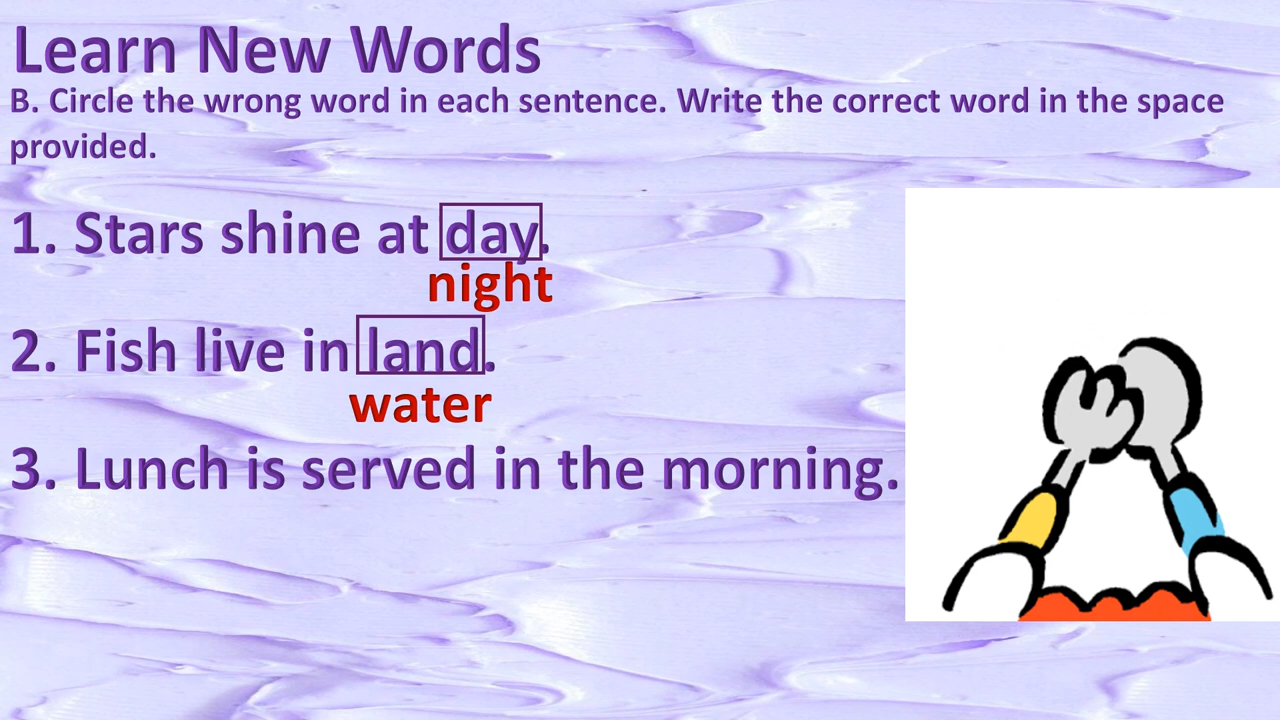 Learn New Words
B. Circle the wrong word in each sentence. Write the correct word in the space
provided.
1. Stars shine at day.
night
2. Fish live in land.
water
3. Lunch is served in the morning.